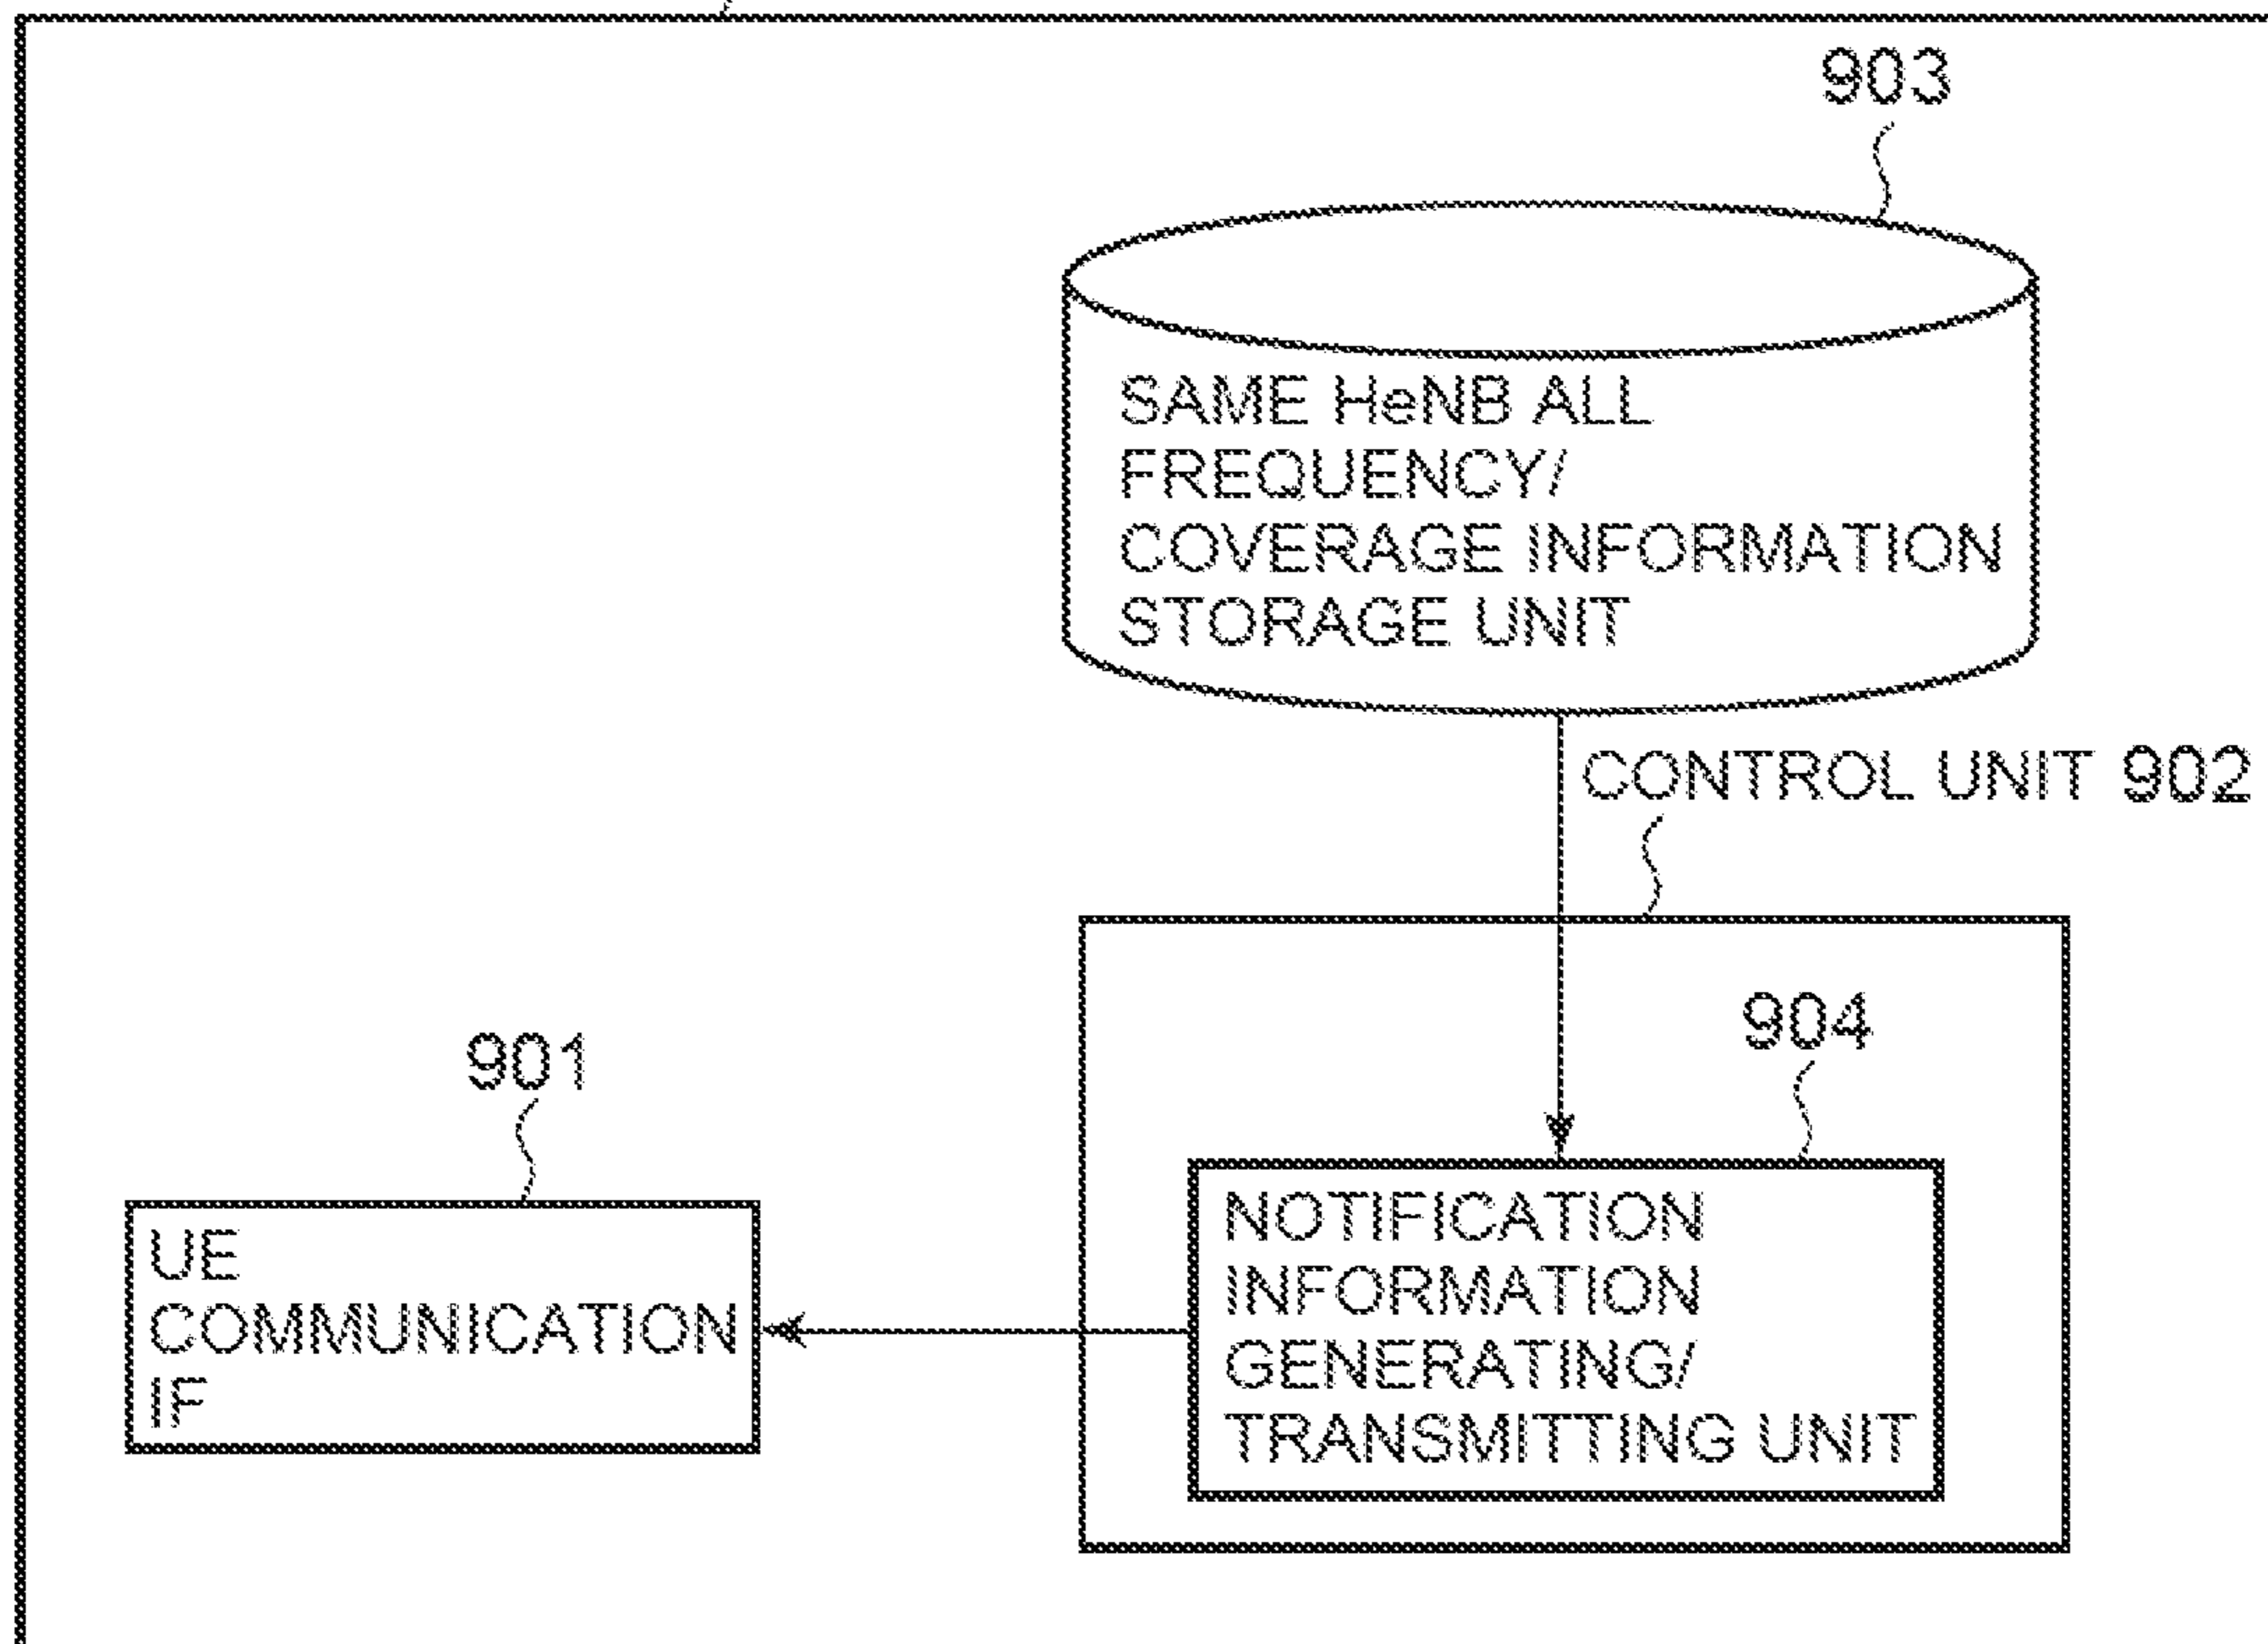 903
SAME HeNB ALL
FREQUENCY/
COVERAGE INFORMATION
STORAGE UNIT
CONTROL UNIT 902
904
901
NOTIFICATION
INFORMATION
GENERATING/
TRANSMITTING UNIT
UE
COMMUNICATION
IF